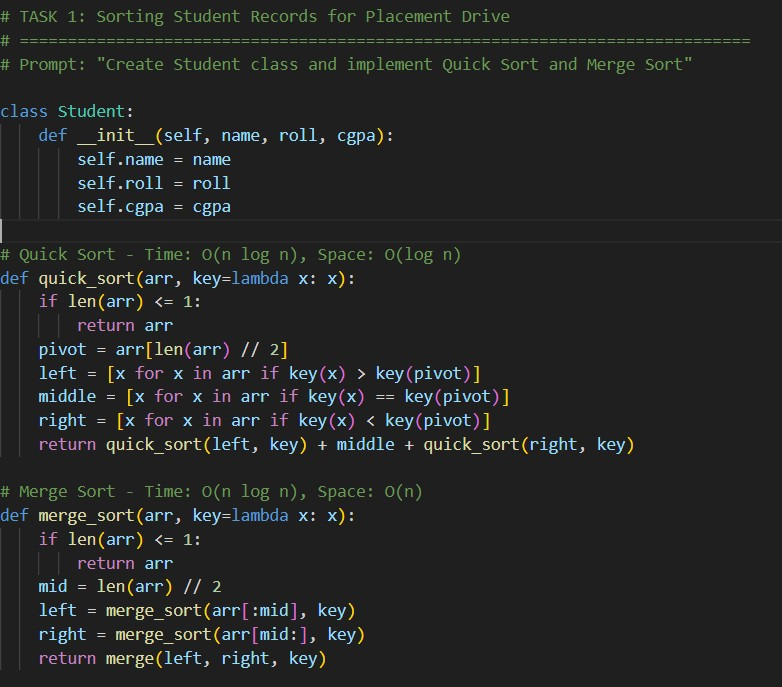 # TASK 1: Sorting Student Records for Placement Drive
# ============================================================================
# Prompt: "Create Student class and implement Quick Sort and Merge Sort"

class Student:
    def __init__(self, name, roll, cgpa):
        self.name = name
        self.roll = roll
        self.cgpa = cgpa

# Quick Sort - Time: O(n log n), Space: O(log n)
def quick_sort(arr, key=lambda x: x):
    if len(arr) <= 1:
        return arr
    pivot = arr[len(arr) // 2]
    left = [x for x in arr if key(x) > key(pivot)]
    middle = [x for x in arr if key(x) == key(pivot)]
    right = [x for x in arr if key(x) < key(pivot)]
    return quick_sort(left, key) + middle + quick_sort(right, key)

# Merge Sort - Time: O(n log n), Space: O(n)
def merge_sort(arr, key=lambda x: x):
    if len(arr) <= 1:
        return arr
    mid = len(arr) // 2
    left = merge_sort(arr[:mid], key)
    right = merge_sort(arr[mid:], key)
    return merge(left, right, key)